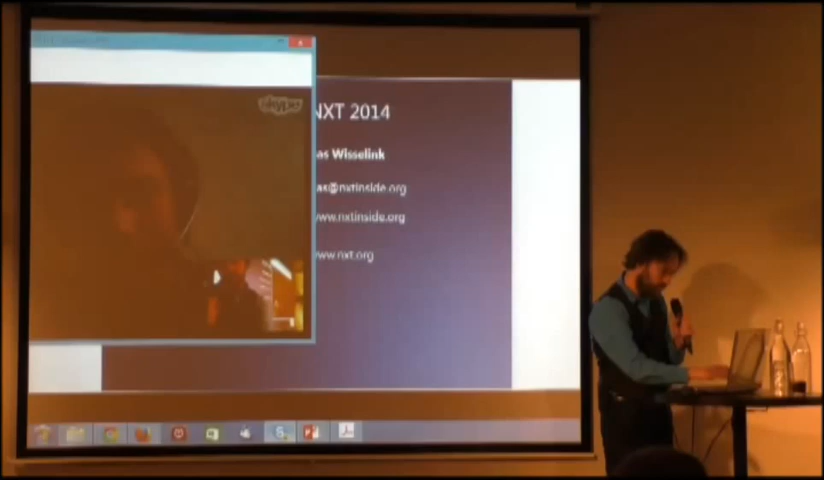 skype
NXT 2014
as Wisselink
as@nxtinside.org
www.nxtinside.org
www.nxt.org